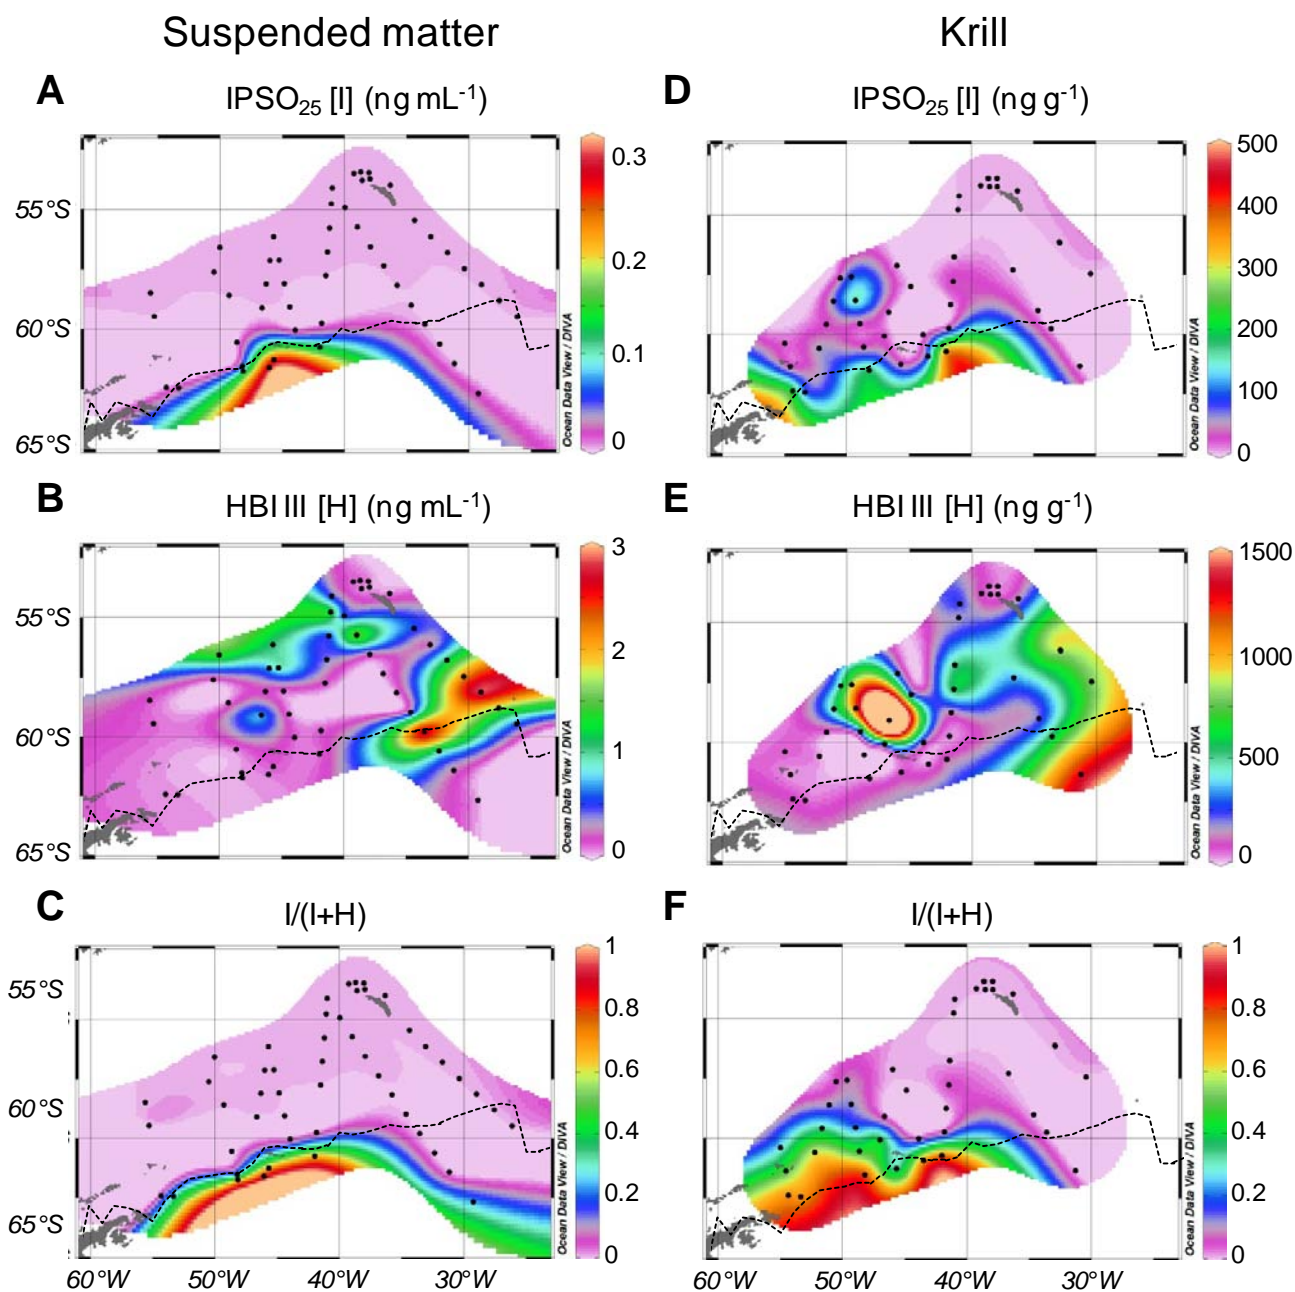 Suspended matter
Krill
A
IPSO25 [I] (ng mL-1)
0.3
0.2
0.1
0
55°S
60°S
65°S
Ocean Data View / DIVA
D
IPSO25 [I] (ng g-1)
500
400
300
200
100
0
Ocean Data View / DIVA
B
HBI III [H] (ng mL-1)
3
2
1
0
55°S
60°S
65°S
Ocean Data View / DIVA
E
HBI III [H] (ng g-1)
1500
1000
500
0
Ocean Data View / DIVA
C
I/(I+H)
1
0.8
0.6
0.4
0.2
0
55°S
60°S
65°S
60°W 50°W 40°W 30°W
Ocean Data View / DIVA
F
I/(I+H)
1
0.8
0.6
0.4
0.2
0
60°W 50°W 40°W 30°W
Ocean Data View / DIVA